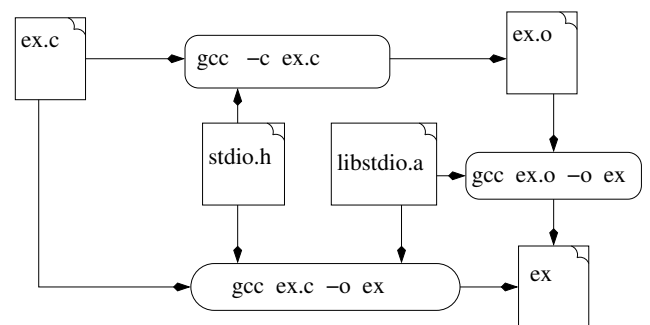 ex.c
gcc −c ex.c
ex.o
stdio.h
libstdio.a
gcc ex.o −o ex
gcc ex.c −o ex
ex